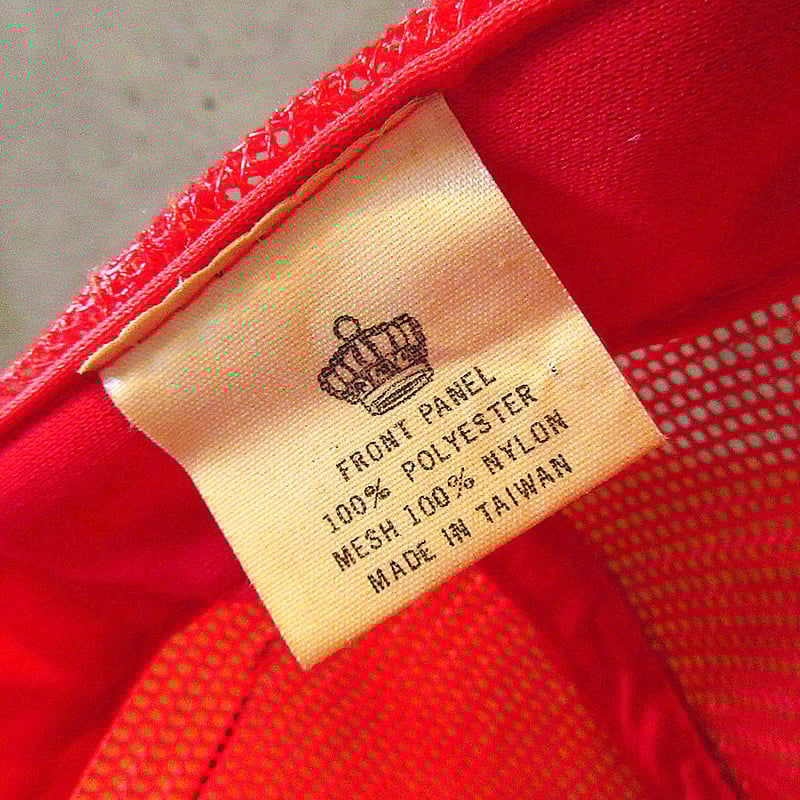 FRONT PANEL
100% POLYESTER
MESH 100% NYLON
MADE IN TAIWAN